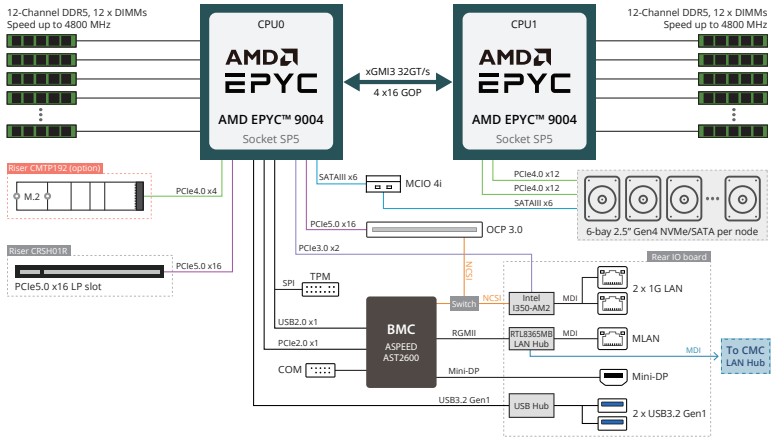 12-Channel DDR5, 12 x DIMMs
Speed up to 4800 MHz
CPU0
AMD
EPYC
AMD EPYC™ 9004
Socket SP5
xGMI3 32GT/s
4 x16 GOP
CPU1
AMD
EPYC
AMD EPYC™ 9004
Socket SP5
12-Channel DDR5, 12 x DIMMs
Speed up to 4800 MHz
Riser CMTP192 (option)
M.2
PCIe4.0 x4
SATAIII x6
MCIO 4i
PCIe4.0 x12
PCIe4.0 x12
SATAIII x6
6-bay 2.5" Gen4 NVMe/SATA per node
PCIe5.0 x16
OCP 3.0
Riser CRSH01R
PCIe5.0 x16
PCIe5.0 x16 LP slot
PCIe3.0 x2
NCSI
Rear IO board
SPI
TPM
Switch
NCSI
Intel
I350-AM2
MDI
2 x 1G LAN
USB2.0 x1
BMC
ASPEED
AST2600
RGMII
RTL8365MB
LAN Hub
MDI
MLAN
PCIe2.0 x1
MDI
To CMC
LAN Hub
COM
Mini-DP
Mini-DP
USB3.2 Gen1
USB Hub
2 x USB3.2 Gen1